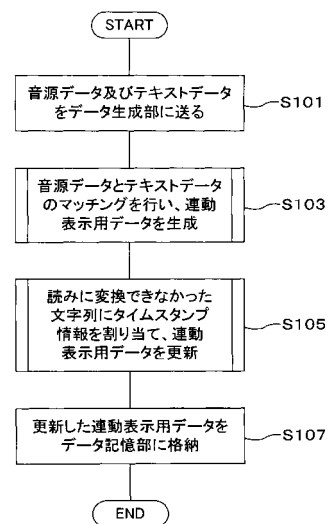 START
音源データ及びテキストデータ
をデータ生成部に送る
S101
音源データとテキストデータ
のマッチングを行い、連動
表示用データを生成
S103
読みに変換できなかった
文字列にタイムスタンプ
情報を割り当て、連動
表示用データを更新
S105
更新した連動表示用データを
データ記憶部に格納
S107
END